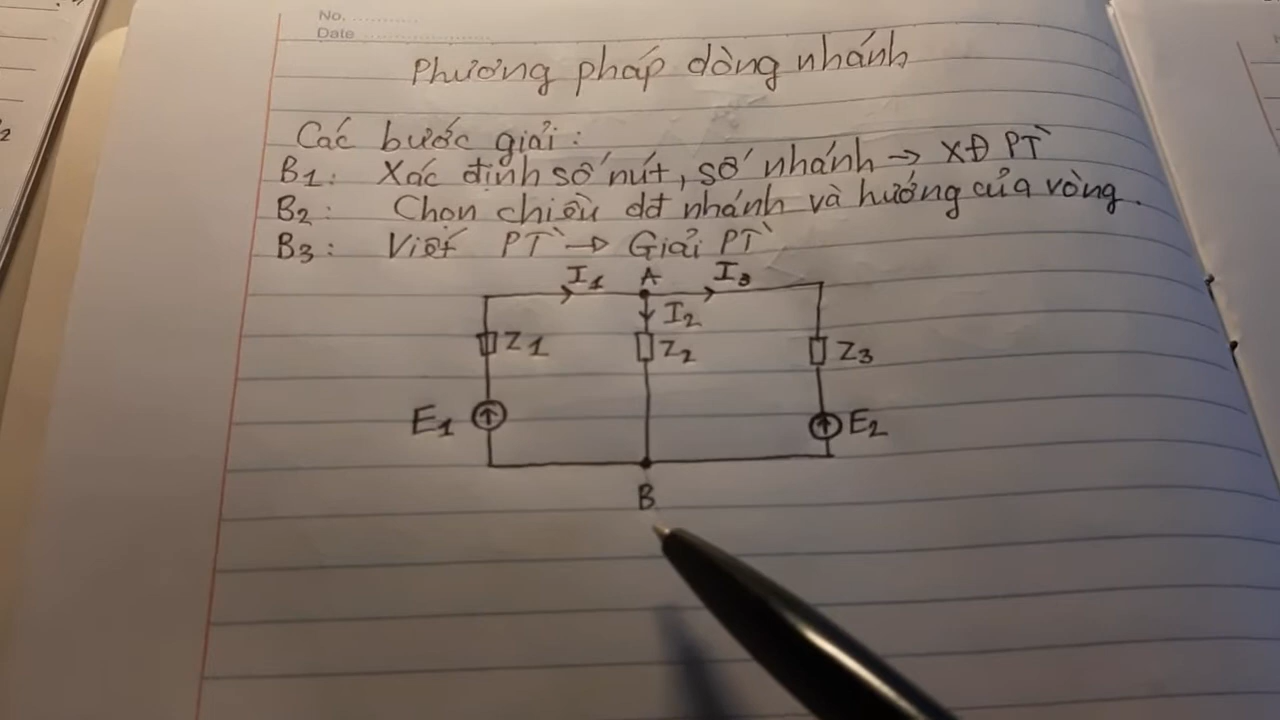 No. ............
Date ........................
Phương pháp dòng nhánh
Các bước giải:
B1: Xác định số nút, số nhánh → XĐ PT
B2: Chọn chiều dđ nhánh và hướng của vòng.
B3: Viết PT → Giải PT
I1 A I3
I2
Z1 Z2 Z3
E1 E2
B